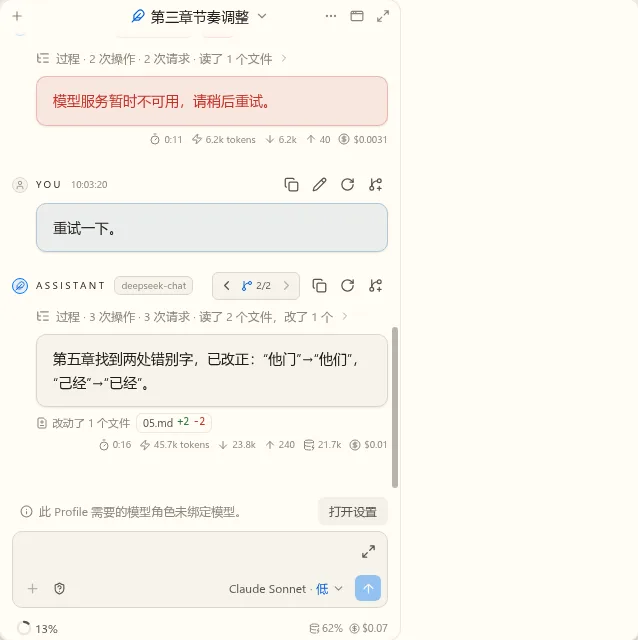 第三章节奏调整
过程 · 2 次操作 · 2 次请求 · 读了 1 个文件
模型服务暂时不可用，请稍后重试。
0:11 6.2k tokens ↓ 6.2k ↑ 40 $0.0031
YOU 10:03:20
重试一下。
ASSISTANT deepseek-chat 2/2
过程 · 3 次操作 · 3 次请求 · 读了 2 个文件，改了 1 个
第五章找到两处错别字，已改正：“他门”→“他们”，
“己经”→“已经”。
改动了 1 个文件 05.md +2 -2
0:16 45.7k tokens ↓ 23.8k ↑ 240 21.7k $0.01
此 Profile 需要的模型角色未绑定模型。 打开设置
Claude Sonnet · 低
13% 62% $0.07